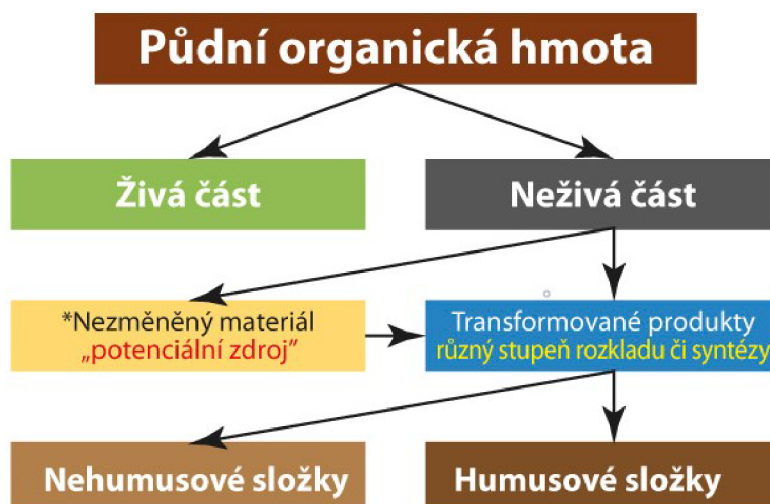 Půdní organická hmota
Živá část
Neživá část
*Nezměněný materiál
„potenciální zdroj”
Transformované produkty
různý stupeň rozkladu či syntézy
Nehumusové složky
Humusové složky